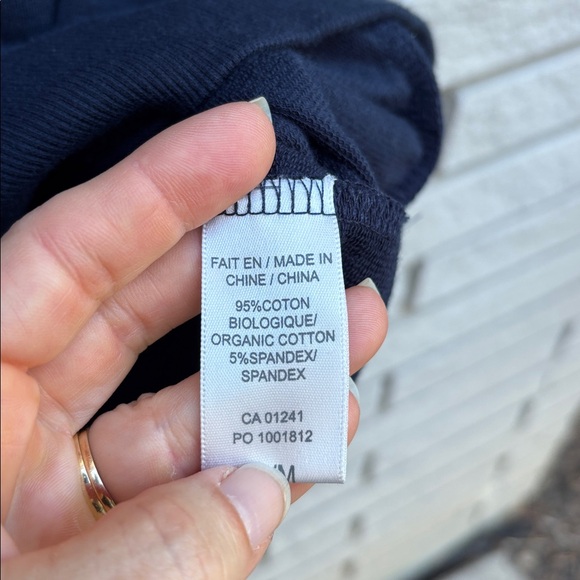 FAIT EN / MADE IN
CHINE / CHINA
95%COTON
BIOLOGIQUE/
ORGANIC COTTON
5%SPANDEX/
SPANDEX
CA 01241
PO 1001812
/M